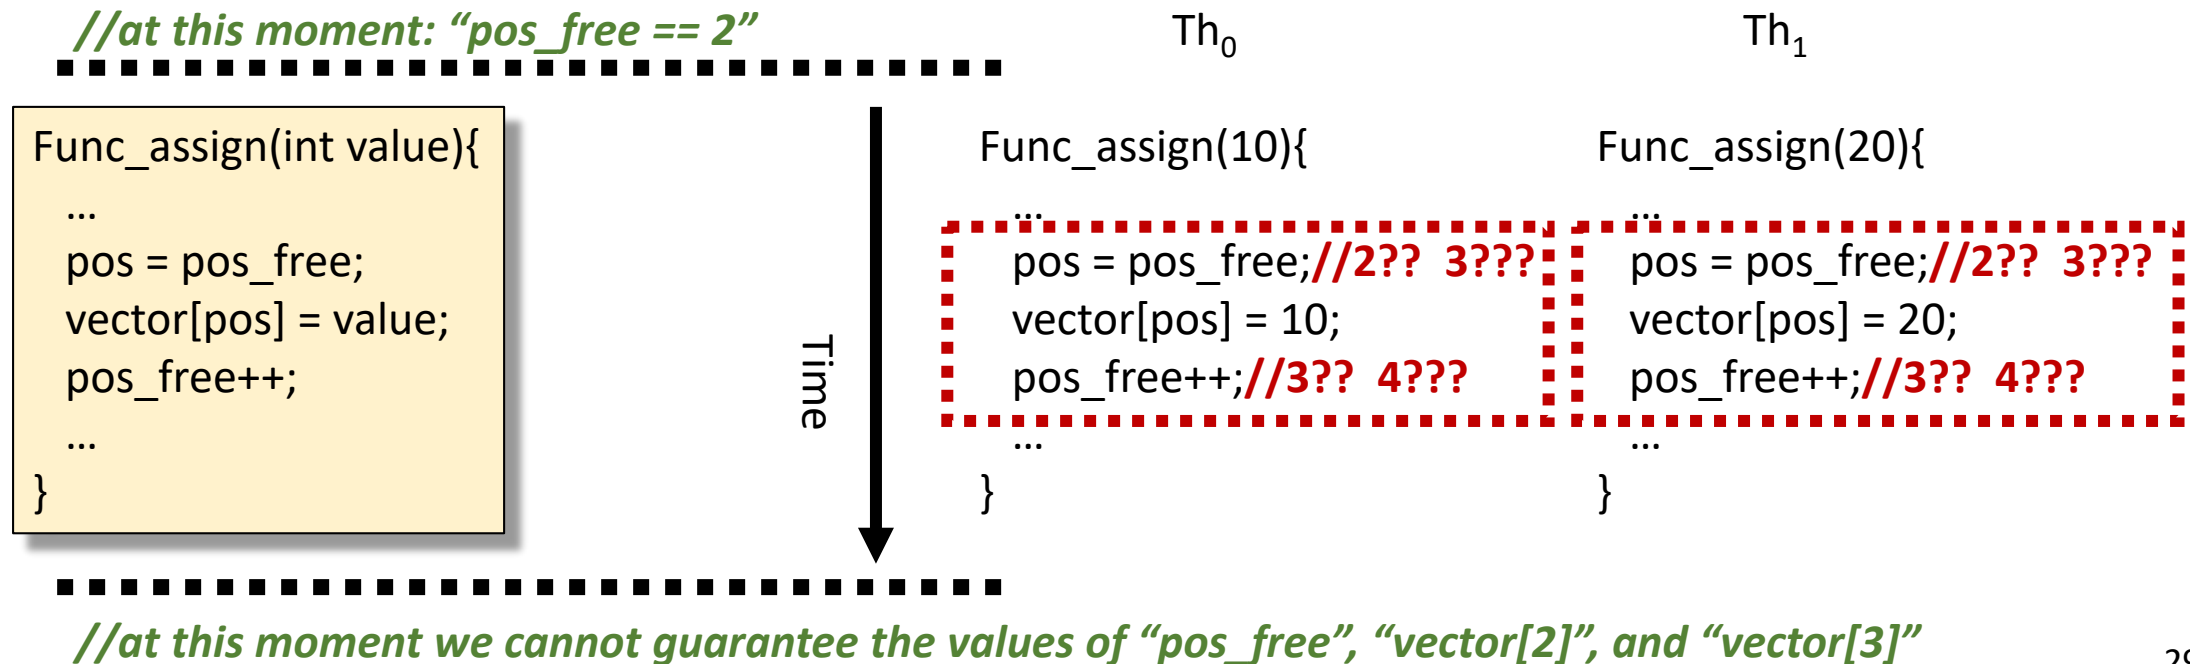 //at this moment: “pos_free == 2”
Th0
Th1
Func_assign(int value){
...
pos = pos_free;
vector[pos] = value;
pos_free++;
...
}
Time
Func_assign(10){
...
pos = pos_free;//2?? 3???
vector[pos] = 10;
pos_free++;//3?? 4???
...
}
Func_assign(20){
...
pos = pos_free;//2?? 3???
vector[pos] = 20;
pos_free++;//3?? 4???
...
}
//at this moment we cannot guarantee the values of “pos_free”, “vector[2]”, and “vector[3]”